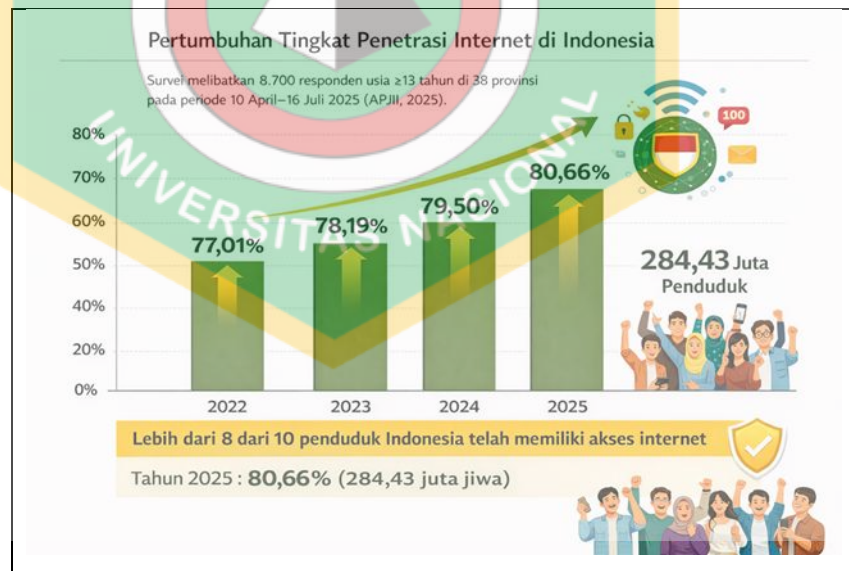 Pertumbuhan Tingkat Penetrasi Internet di Indonesia
Survei melibatkan 8.700 responden usia ≥13 tahun di 38 provinsi
pada periode 10 April–16 Juli 2025 (APJII, 2025).
UNIVERSITAS NASIONAL
100
80%
70%
60%
50%
40%
20%
0%
77,01%
78,19%
79,50%
80,66%
2022
2023
2024
2025
284,43 Juta
Penduduk
Lebih dari 8 dari 10 penduduk Indonesia telah memiliki akses internet
Tahun 2025 : 80,66% (284,43 juta jiwa)